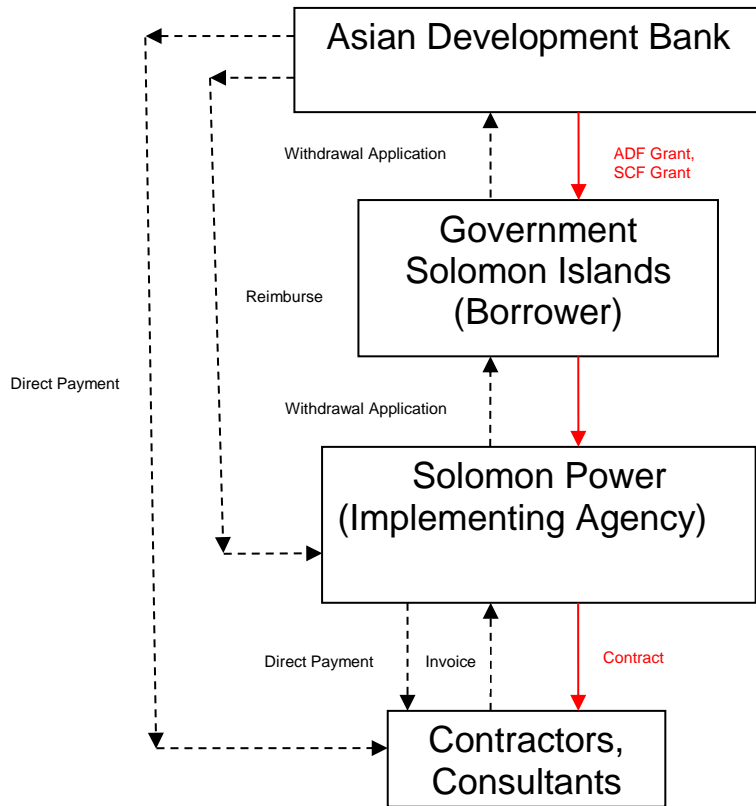 Asian Development Bank
Withdrawal Application
ADF Grant,
SCF Grant
Government
Solomon Islands
(Borrower)
Reimburse
Direct Payment
Withdrawal Application
Solomon Power
(Implementing Agency)
Direct Payment
Invoice
Contract
Contractors,
Consultants